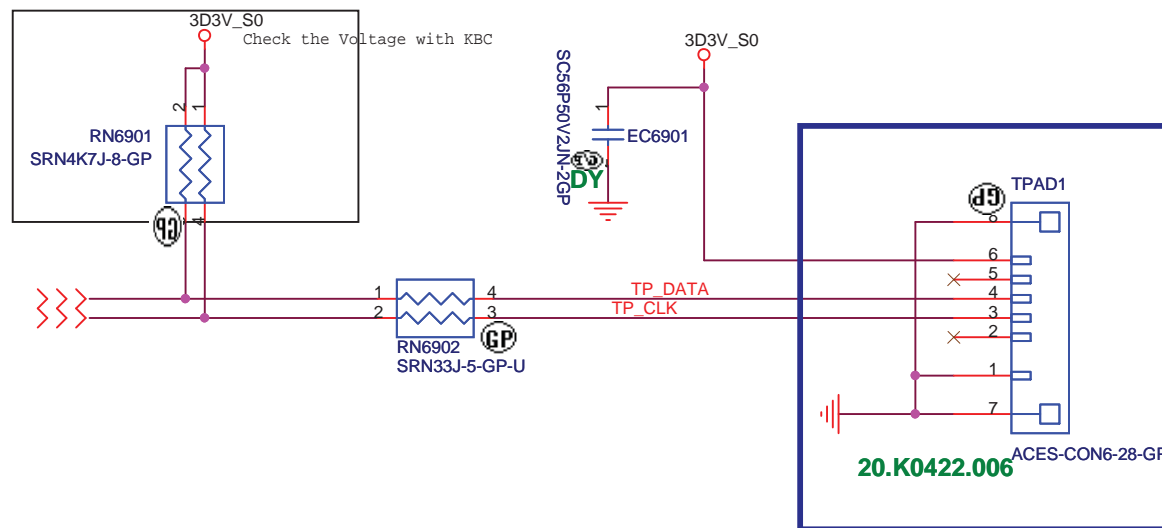 3D3V_S0
Check the Voltage with KBC
2
1
RN6901
SRN4K7J-8-GP
4
GP
3D3V_S0
SC56P50V2JN-2GP
1
EC6901
DY
TPAD1
GP
8
6
5
4
3
2
1
7
1
2
4
3
TP_DATA
TP_CLK
GP
RN6902
SRN33J-5-GP-U
20.K0422.006
ACES-CON6-28-GP